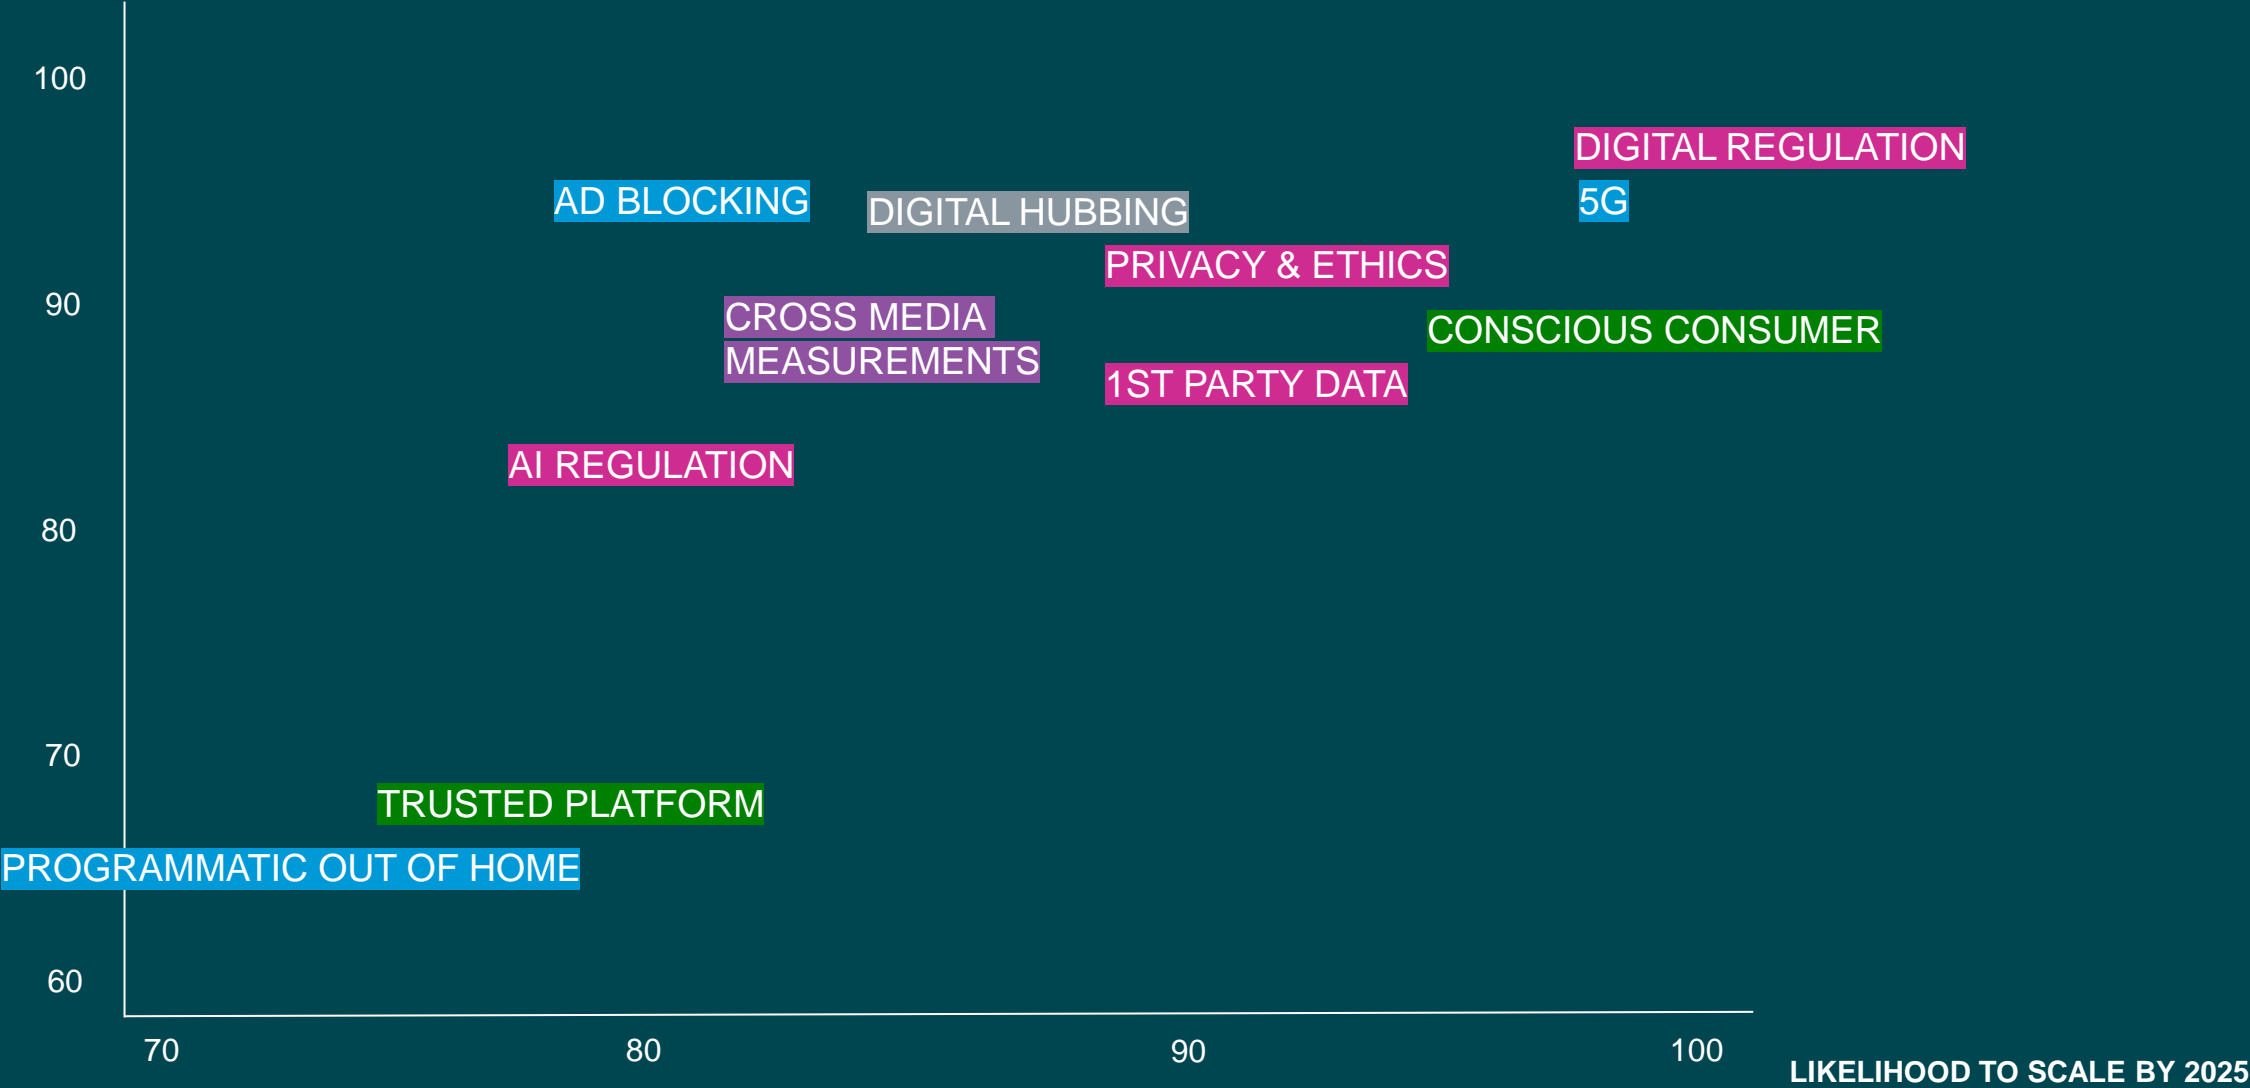 100
DIGITAL REGULATION
AD BLOCKING
DIGITAL HUBBING
5G
PRIVACY & ETHICS
90
CROSS MEDIA
MEASUREMENTS
CONSCIOUS CONSUMER
1ST PARTY DATA
AI REGULATION
80
70
TRUSTED PLATFORM
PROGRAMMATIC OUT OF HOME
60
70
80
90
100
LIKELIHOOD TO SCALE BY 2025